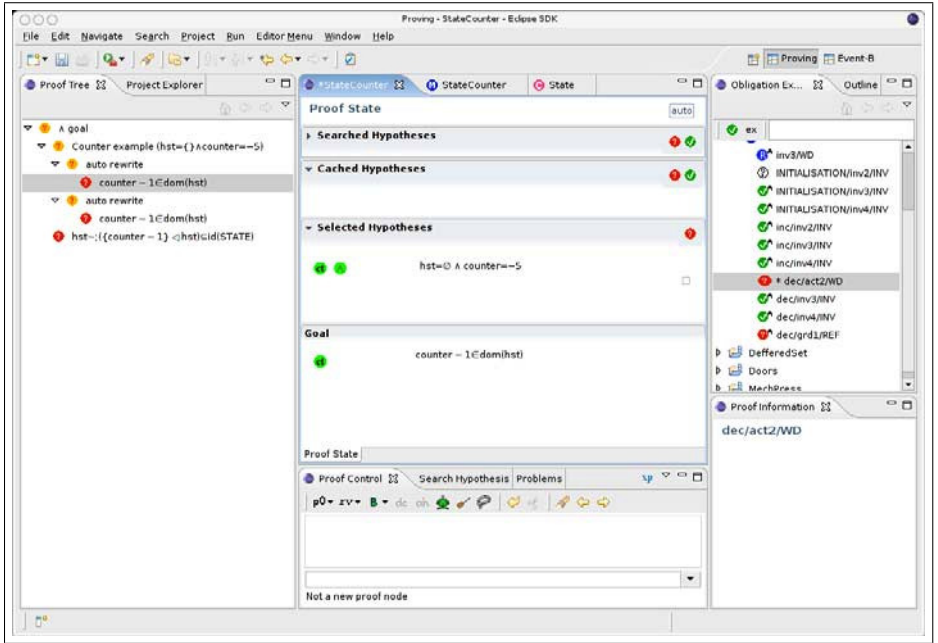 Proving - StateCounter - Eclipse SDK
File Edit Navigate Search Project Run Editor Menu Window Help
Proving Event-B
Proof Tree Project Explorer
*StateCounter StateCounter State
Obligation Ex... Outline
Proof State
auto
ex
∧ goal
Counter example (hst={}∧counter=−5)
auto rewrite
counter − 1∈dom(hst)
auto rewrite
counter − 1∈dom(hst)
hst~;({counter − 1} ◁hst)⊆id(STATE)
Searched Hypotheses
Cached Hypotheses
Selected Hypotheses
ct ∧
hst=∅ ∧ counter=−5
Goal
ct
counter − 1∈dom(hst)
Proof State
inv3/WD
INITIALISATION/inv2/INV
INITIALISATION/inv3/INV
INITIALISATION/inv4/INV
inc/inv2/INV
inc/inv3/INV
inc/inv4/INV
* dec/act2/WD
dec/inv3/INV
dec/inv4/INV
dec/grd1/REF
DefferedSet
Doors
MechPress
Proof Information
dec/act2/WD
Proof Control Search Hypothesis Problems
p0 rv B dc ah
Not a new proof node